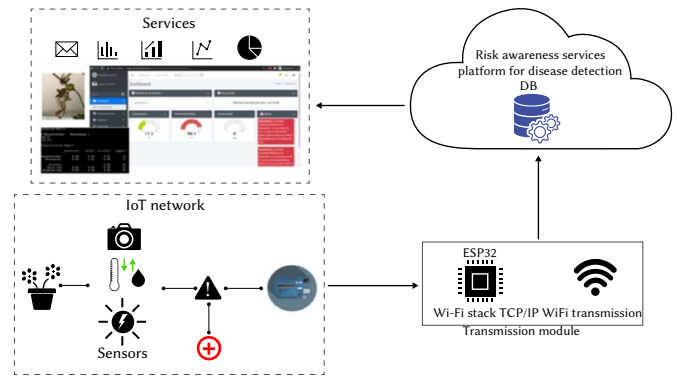 Services
Risk awareness services
platform for disease detection
DB
Dashboard
IoT network
Sensors
ESP32
Wi-Fi stack TCP/IP WiFi transmission
Transmission module